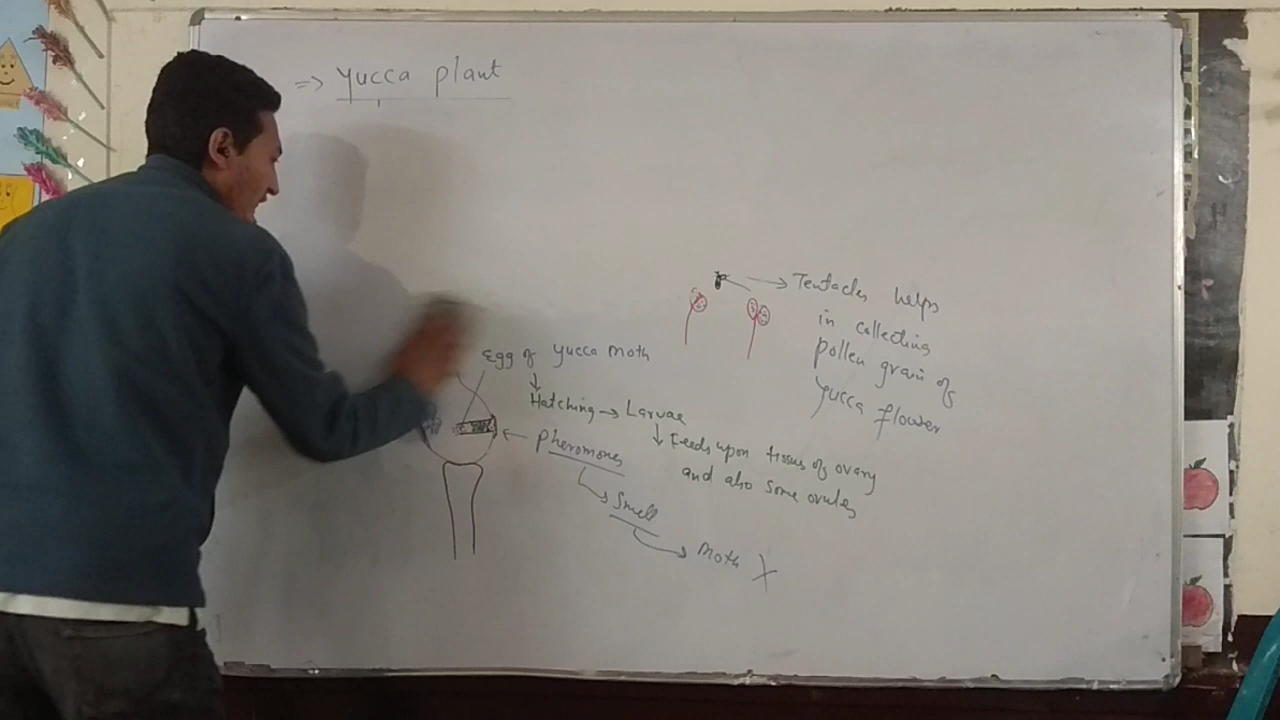 => Yucca plant
Tentacles helps
in collecting
pollen grain of
Yucca flower
Egg of Yucca moth
↓
Hatching → Larvae
↓ Feeds upon tissues of ovary
and also some ovules
← Pheromones
→ Smell
→ Moth X